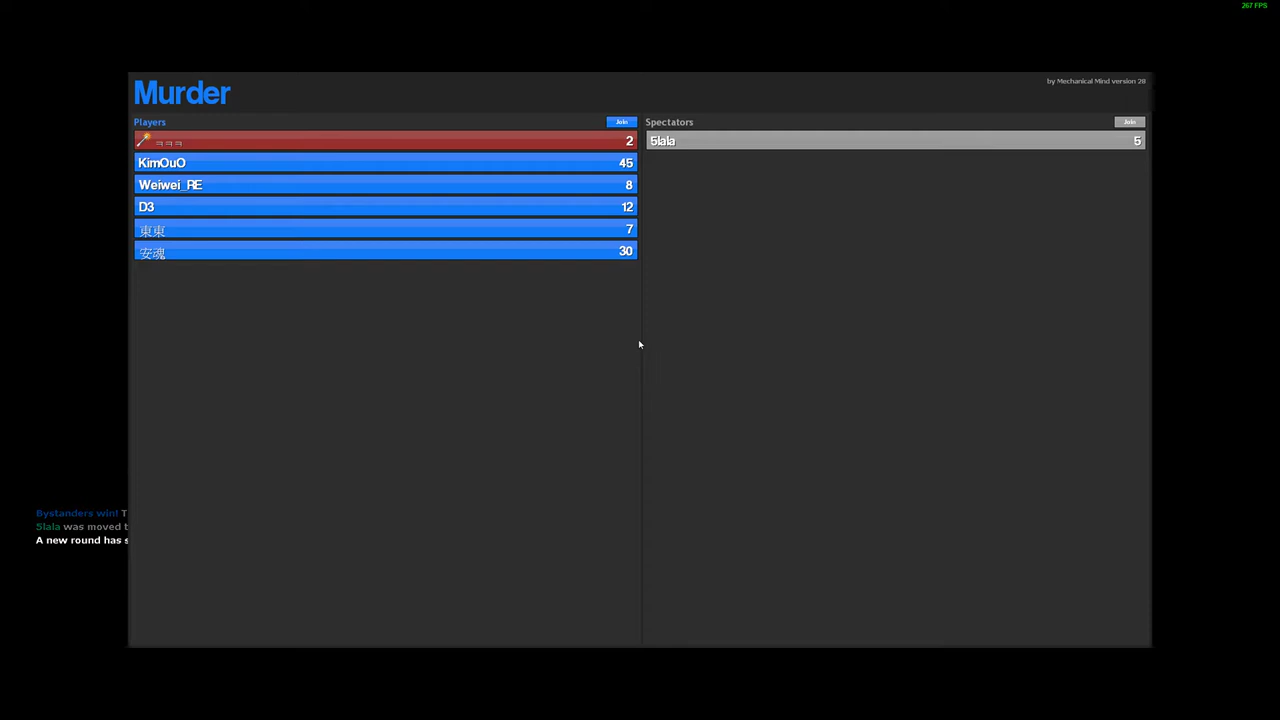 267 FPS
Murder
by Mechanical Mind version 28
Players
Join
Spectators
Join
ㅋㅋㅋ 2
5lala 5
KimOuO 45
Weiwei_RE 8
D3 12
東東 7
安魂 30
Bystanders win! T
5lala was moved t
A new round has s